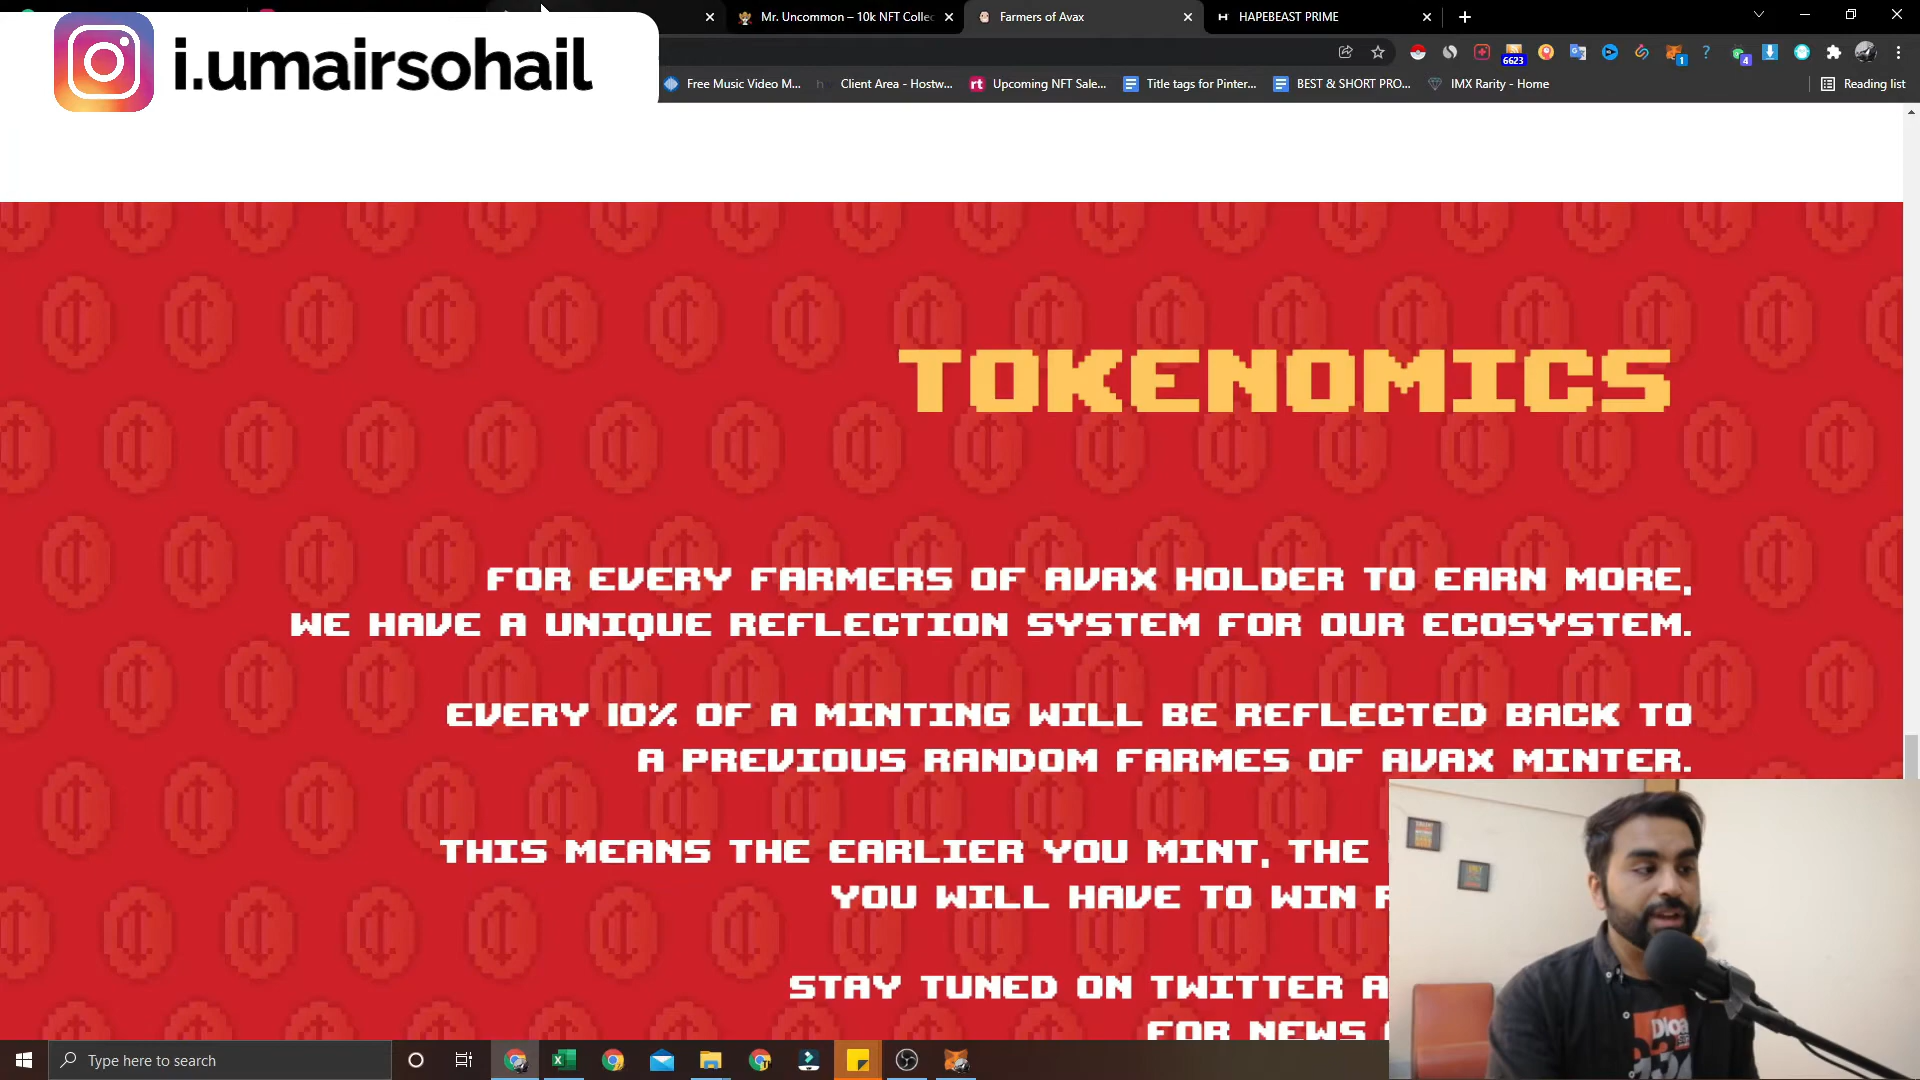 Mr. Uncommon – 10k NFT Collec
Farmers of Avax
HAPEBEAST PRIME
i.umairsohail
6623
1
4
Free Music Video M...
Client Area - Hostw...
rt
Upcoming NFT Sale...
Title tags for Pinter...
BEST & SHORT PRO...
IMX Rarity - Home
Reading list
TOKENOMICS
FOR EVERY FARMERS OF AVAX HOLDER TO EARN MORE,
WE HAVE A UNIQUE REFLECTION SYSTEM FOR OUR ECOSYSTEM.
EVERY 10% OF A MINTING WILL BE REFLECTED BACK TO
A PREVIOUS RANDOM FARMES OF AVAX MINTER.
THIS MEANS THE EARLIER YOU MINT, THE
YOU WILL HAVE TO WIN
STAY TUNED ON TWITTER A
FOR NEWS
Type here to search